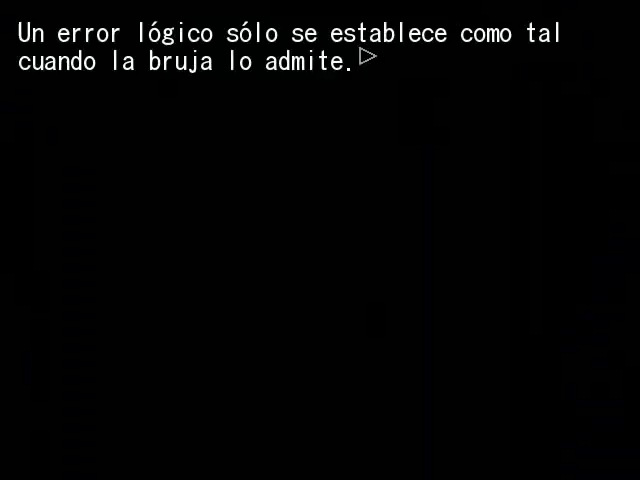 Un error lógico sólo se establece como tal
cuando la bruja lo admite.